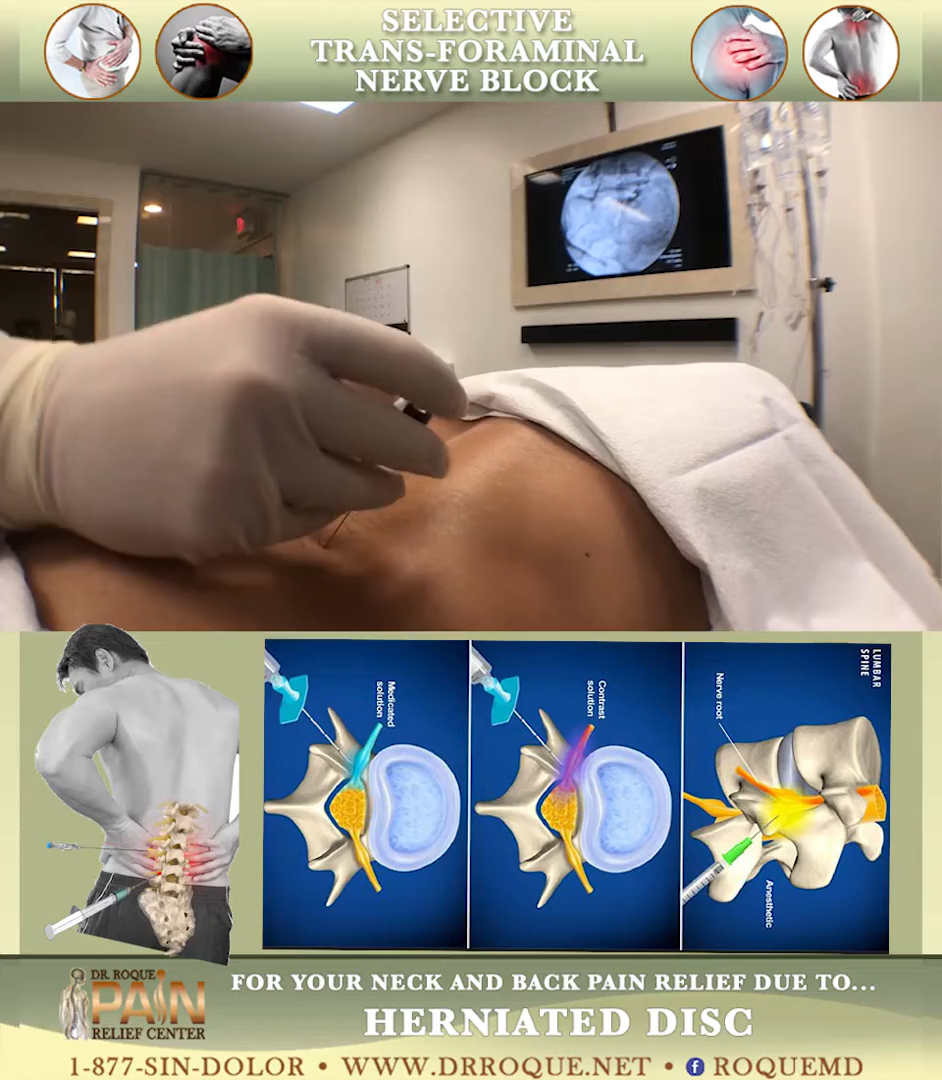 SELECTIVE
TRANS-FORAMINAL
NERVE BLOCK
Medicated
solution
Contrast
solution
LUMBAR
SPINE
Nerve root
Anesthetic
DR. ROQUE
PAIN
RELIEF CENTER
FOR YOUR NECK AND BACK PAIN RELIEF DUE TO...
HERNIATED DISC
1-877-SIN-DOLOR • WWW.DRROQUE.NET • f ROQUEMD